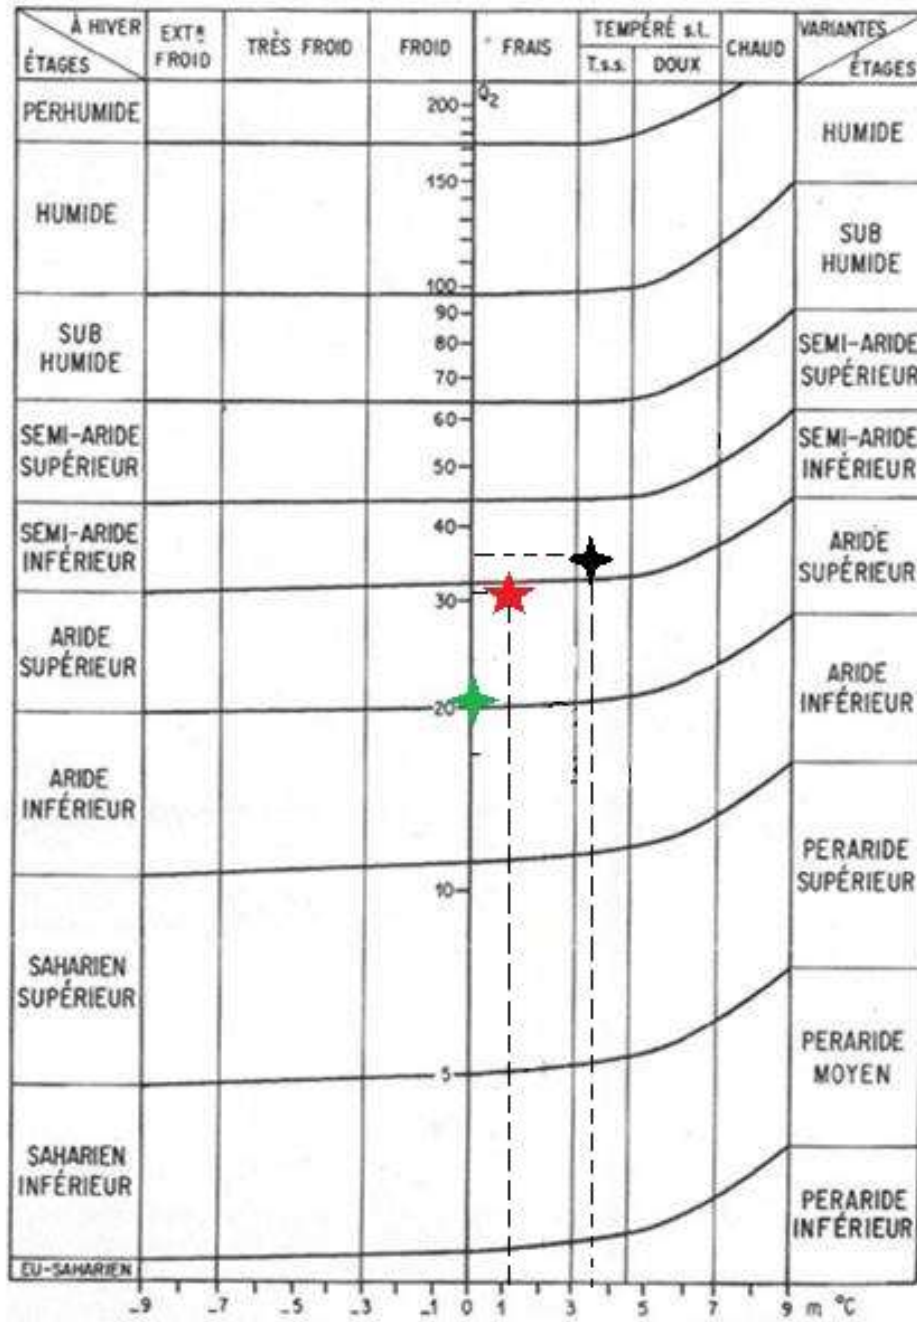 À HIVER
ÉTAGES
EXTᴿ
FROID
TRÈS FROID
FROID
FRAIS
TEMPÉRÉ s.l.
T.s.s.
DOUX
CHAUD
VARIANTES
ÉTAGES
PERHUMIDE
HUMIDE
SUB
HUMIDE
SEMI-ARIDE
SUPÉRIEUR
SEMI-ARIDE
INFÉRIEUR
ARIDE
SUPÉRIEUR
ARIDE
INFÉRIEUR
SAHARIEN
SUPÉRIEUR
SAHARIEN
INFÉRIEUR
EU-SAHARIEN
Q2
200
150
100
90
80
70
60
50
40
30
20
10
5
HUMIDE
SUB
HUMIDE
SEMI-ARIDE
SUPÉRIEUR
SEMI-ARIDE
INFÉRIEUR
ARIDE
SUPÉRIEUR
ARIDE
INFÉRIEUR
PERARIDE
SUPÉRIEUR
PERARIDE
MOYEN
PERARIDE
INFÉRIEUR
-9 -7 -5 -3 -1 0 1 3 5 7 9 m °C